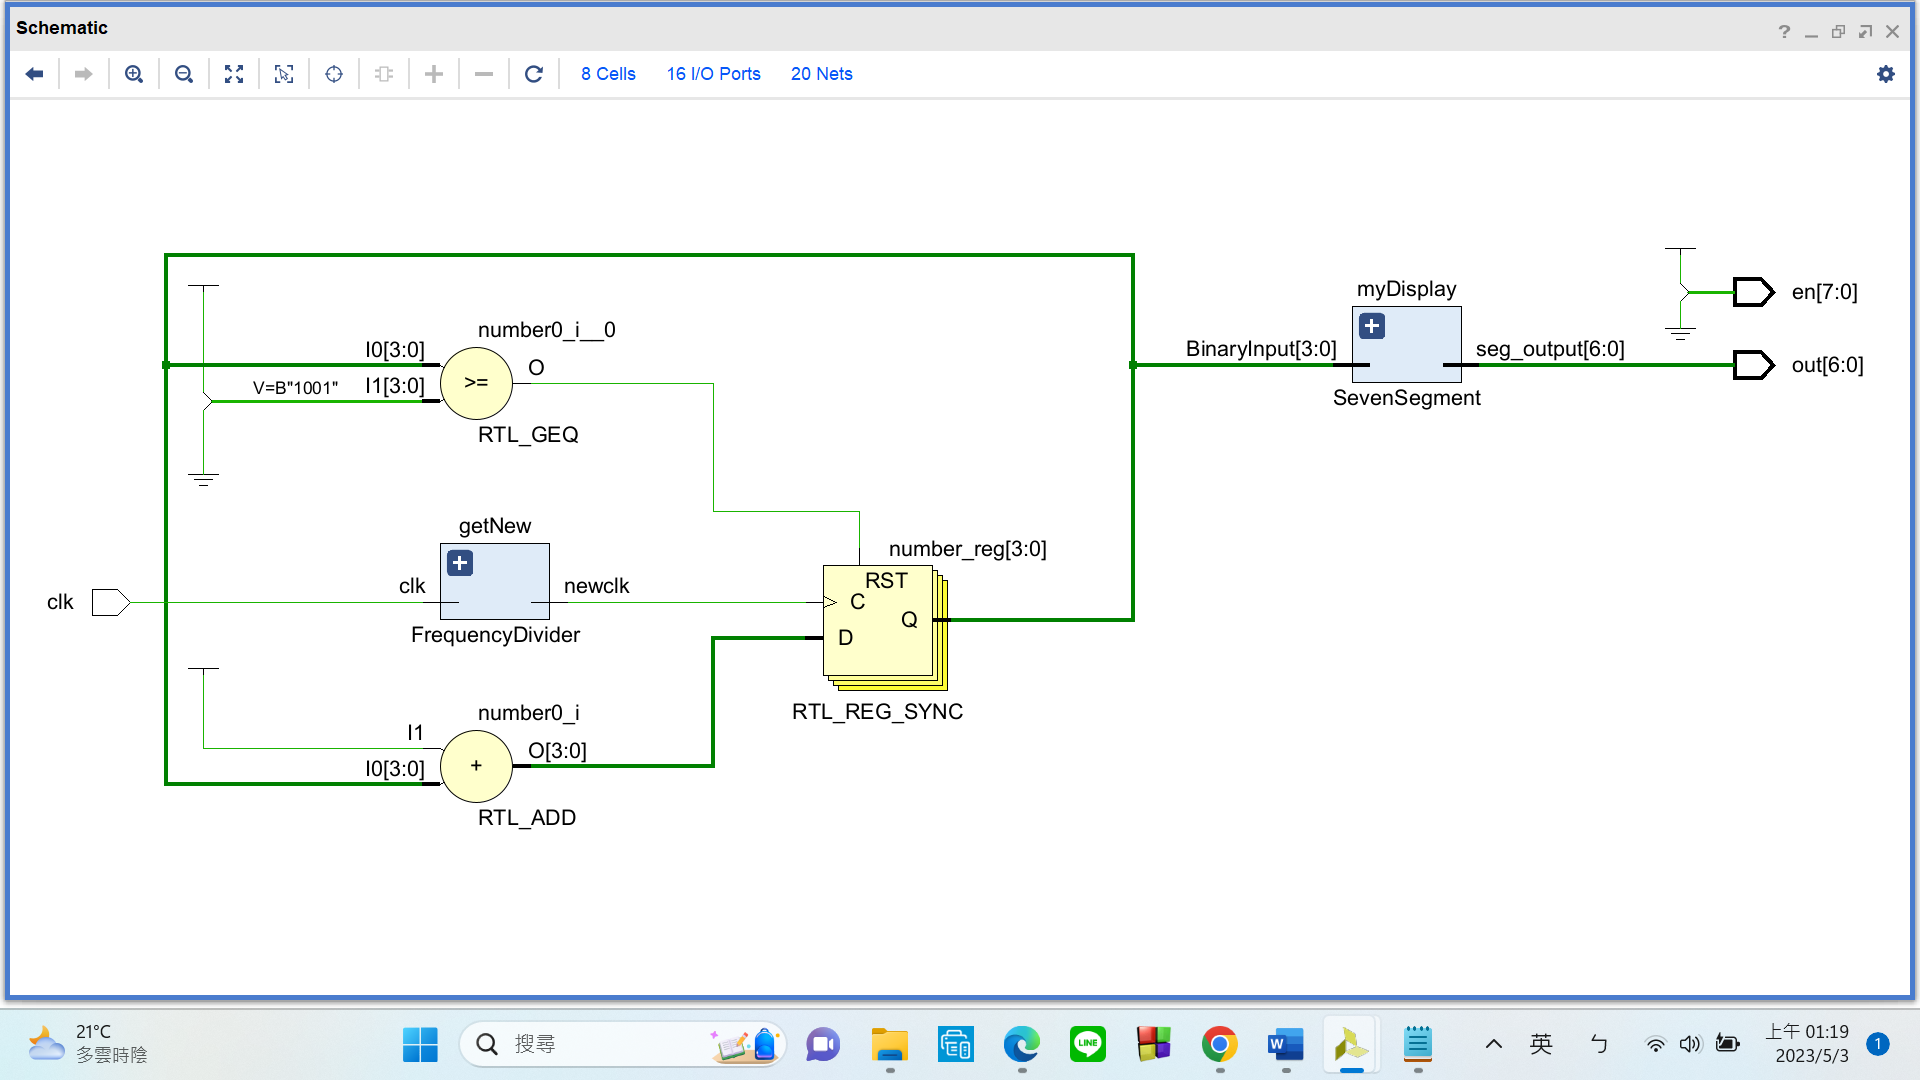 Schematic
8 Cells 16 I/O Ports 20 Nets
en[7:0]
myDisplay
BinaryInput[3:0]
seg_output[6:0]
out[6:0]
SevenSegment
number0_i__0
I0[3:0]
O
>=
V=B"1001"
I1[3:0]
RTL_GEQ
getNew
clk
clk
newclk
FrequencyDivider
number_reg[3:0]
RST
C
Q
D
RTL_REG_SYNC
number0_i
I1
O[3:0]
I0[3:0]
+
RTL_ADD
21°C
多雲時陰
搜尋
LINE
W
英
ㄅ
上午 01:19
2023/5/3
1